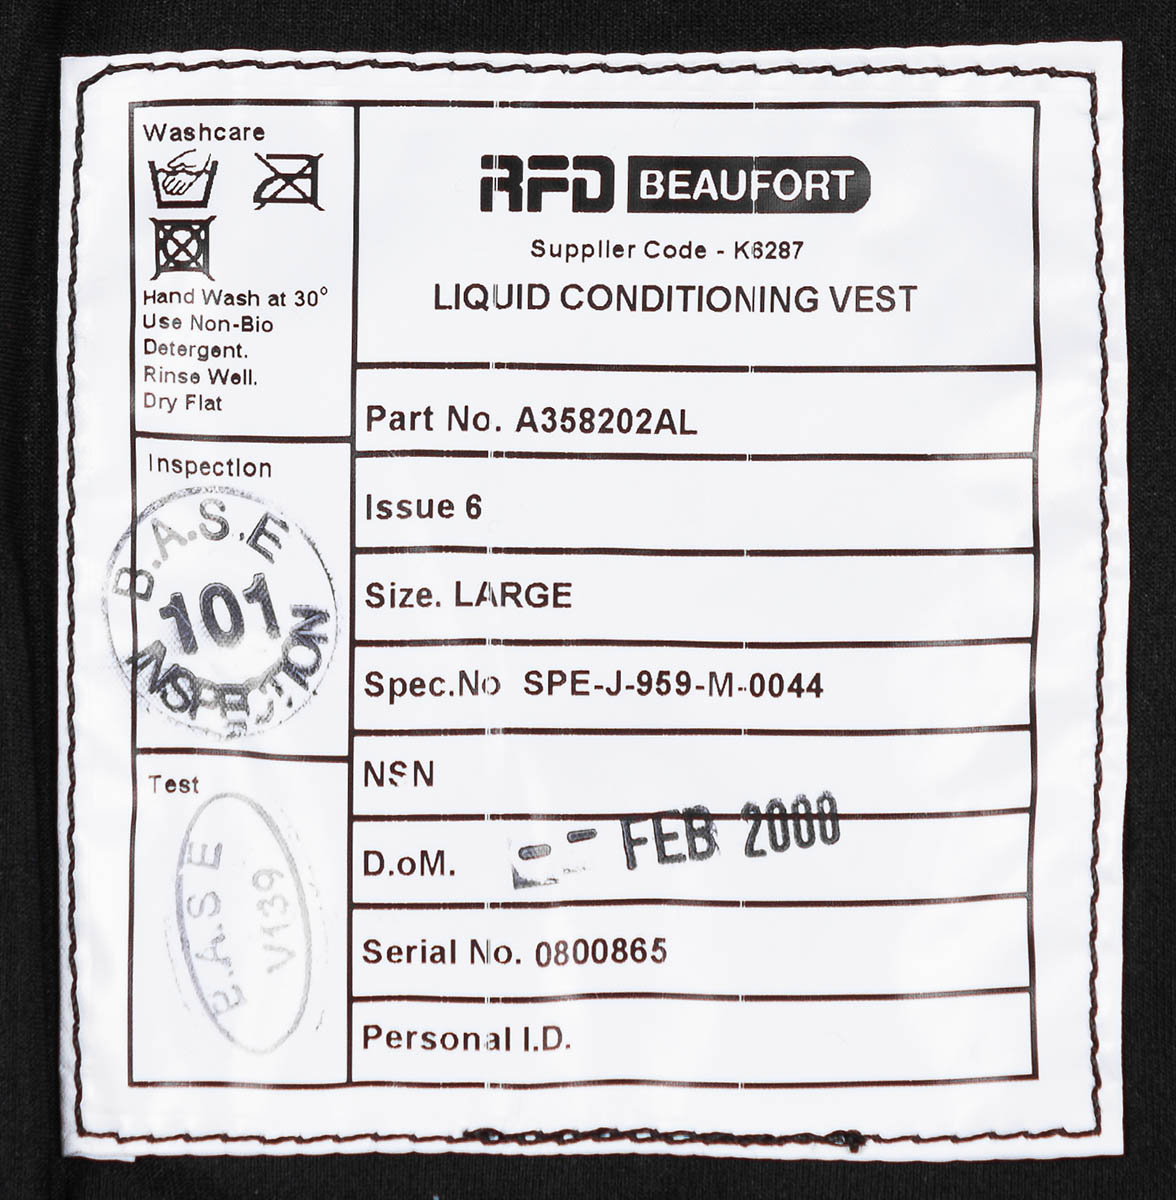 Washcare
Hand Wash at 30°
Use Non-Bio
Detergent.
Rinse Well.
Dry Flat
Inspection
B.A.S.E
101
INSPECTION
Test
B.A.S.E
V139
RFD BEAUFORT
Supplier Code - K6287
LIQUID CONDITIONING VEST
Part No. A358202AL
Issue 6
Size. LARGE
Spec.No SPE-J-959-M-0044
NSN
D.oM. -- FEB 2000
Serial No. 0800865
Personal I.D.